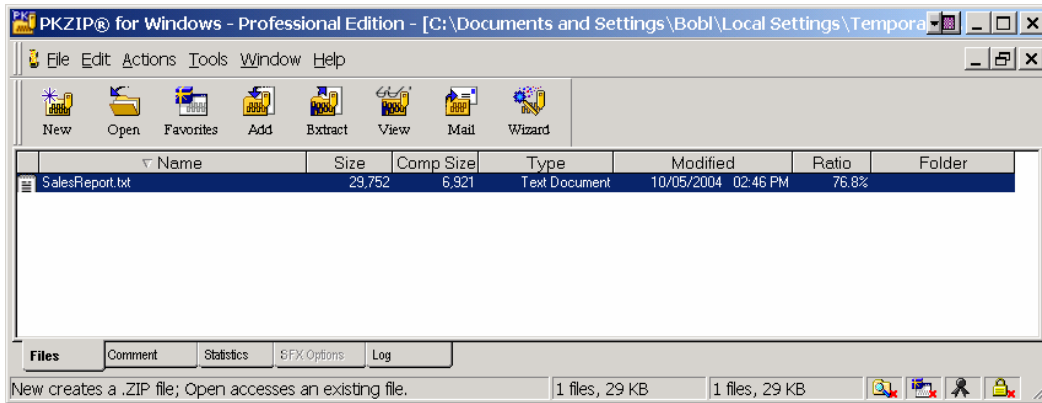 PKZIP® for Windows - Professional Edition - [C:\Documents and Settings\Bobl\Local Settings\Tempora
File Edit Actions Tools Window Help
New Open Favorites Add Extract View Mail Wizard
Name Size Comp Size Type Modified Ratio Folder
SalesReport.txt 29,752 6,921 Text Document 10/05/2004 02:46 PM 76.8%
Files Comment Statistics SFX Options Log
New creates a .ZIP file; Open accesses an existing file. 1 files, 29 KB 1 files, 29 KB